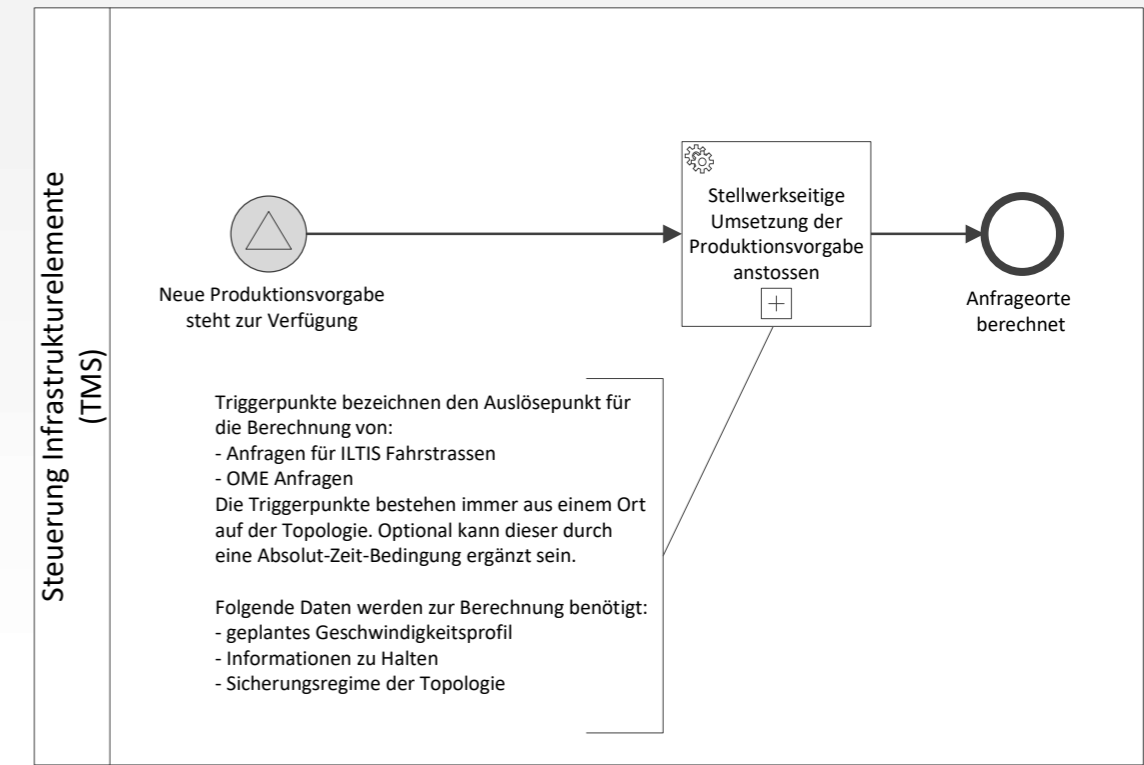 Steuerung Infrastrukturelemente
(TMS)
Neue Produktionsvorgabe
steht zur Verfügung
Stellwerkseitige
Umsetzung der
Produktionsvorgabe
anstossen
Anfrageorte
berechnet
Triggerpunkte bezeichnen den Auslösepunkt für
die Berechnung von:
- Anfragen für ILTIS Fahrstrassen
- OME Anfragen
Die Triggerpunkte bestehen immer aus einem Ort
auf der Topologie. Optional kann dieser durch
eine Absolut-Zeit-Bedingung ergänzt sein.
Folgende Daten werden zur Berechnung benötigt:
- geplantes Geschwindigkeitsprofil
- Informationen zu Halten
- Sicherungsregime der Topologie